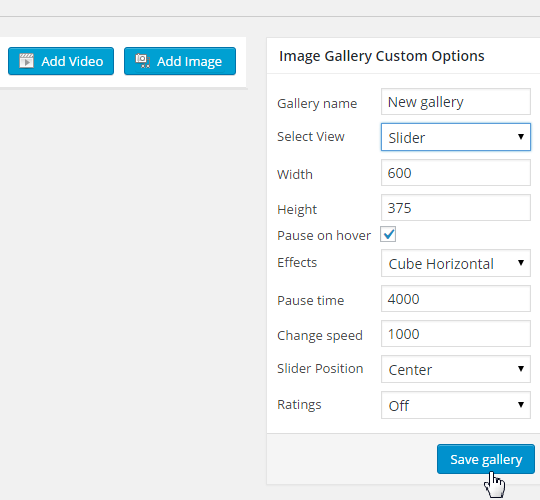 Add Video Add Image
Image Gallery Custom Options
Gallery name New gallery
Select View Slider
Width 600
Height 375
Pause on hover
Effects Cube Horizontal
Pause time 4000
Change speed 1000
Slider Position Center
Ratings Off
Save gallery